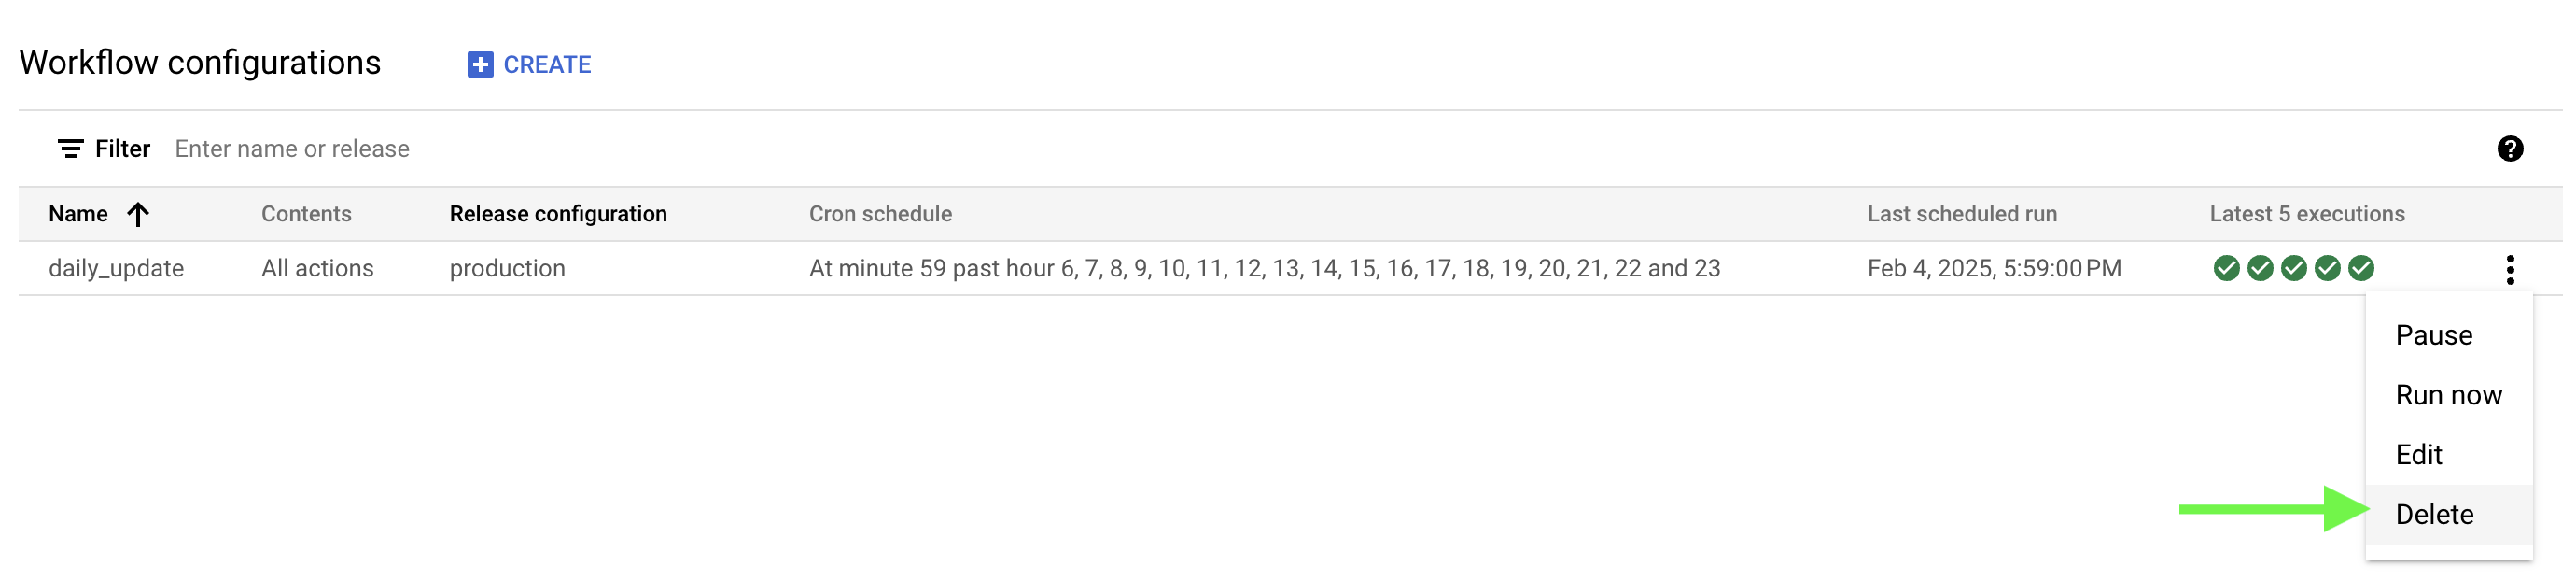 Workflow configurations CREATE
Filter Enter name or release
Name Contents Release configuration Cron schedule Last scheduled run Latest 5 executions
daily_update All actions production At minute 59 past hour 6, 7, 8, 9, 10, 11, 12, 13, 14, 15, 16, 17, 18, 19, 20, 21, 22 and 23 Feb 4, 2025, 5:59:00 PM
Pause
Run now
Edit
Delete